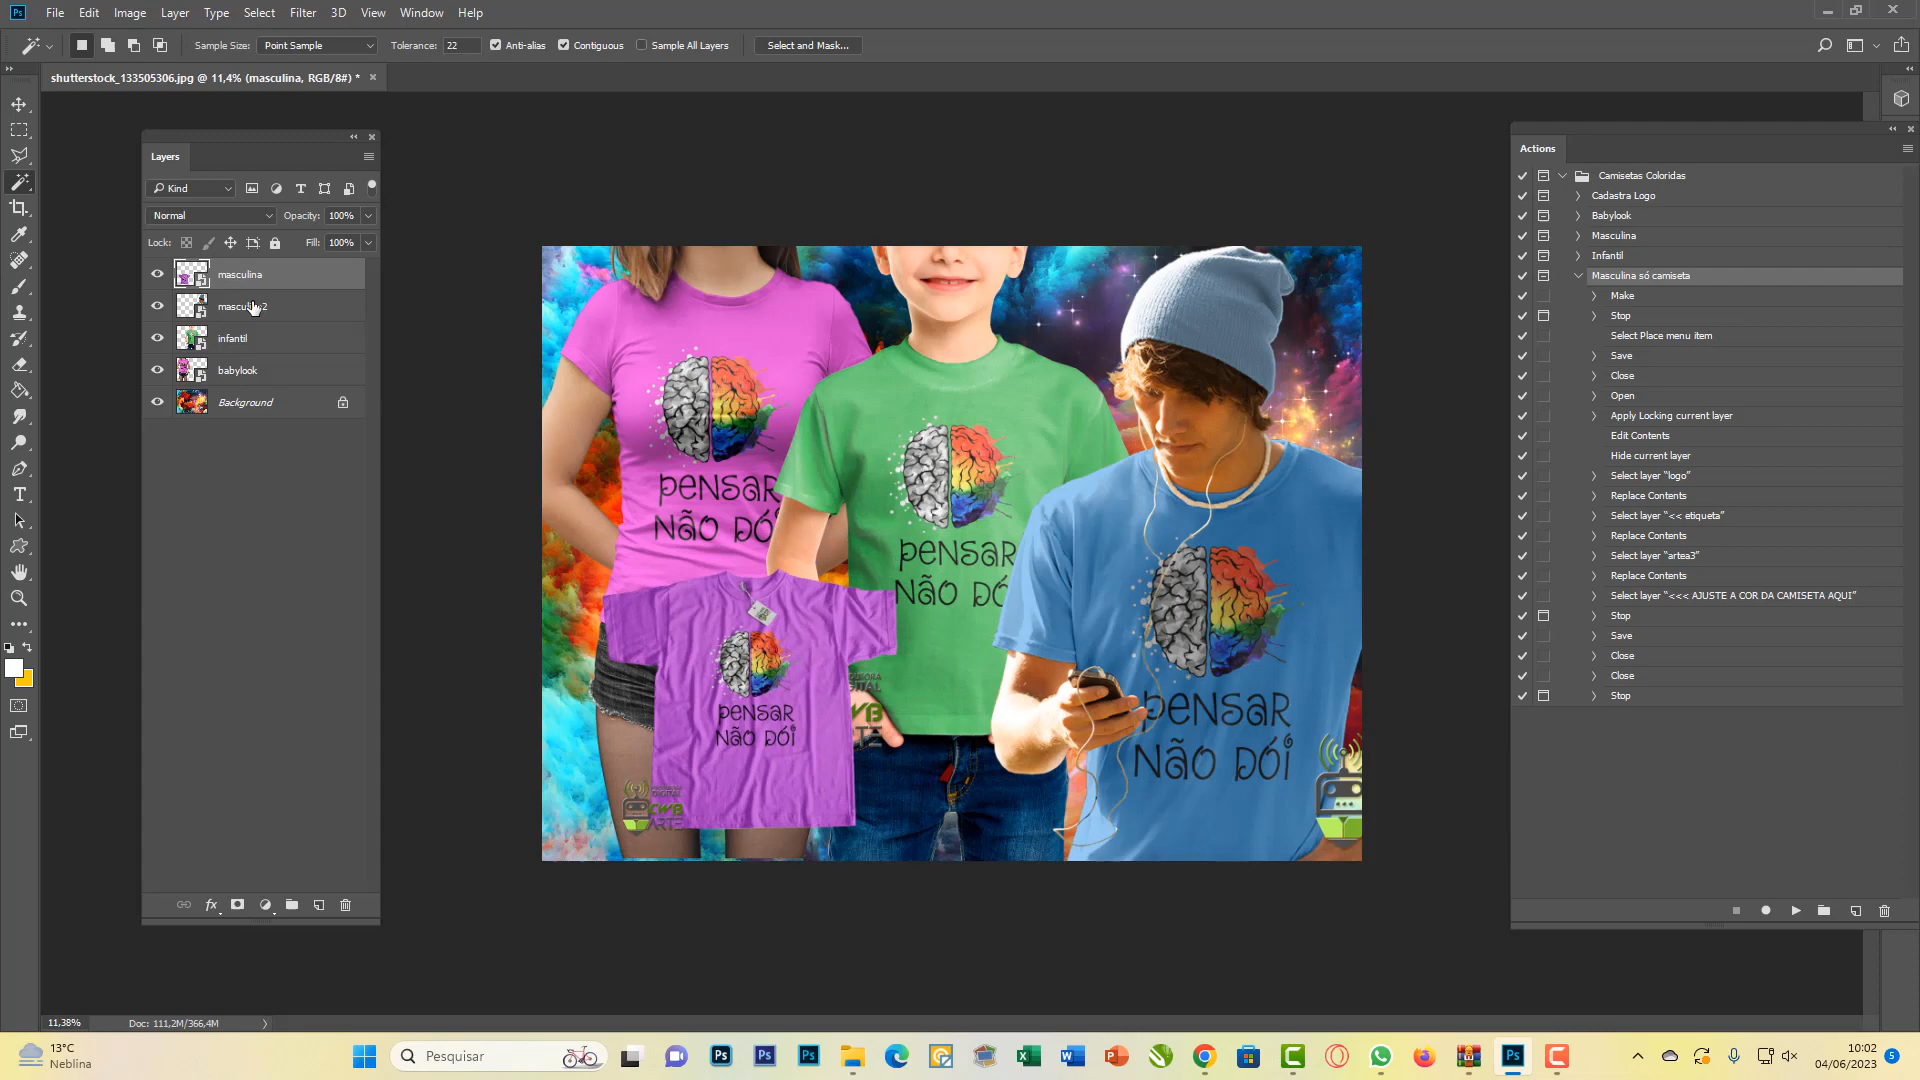 Ps File Edit Image Layer Type Select Filter 3D View Window Help
Sample Size: Point Sample Tolerance: 22 Anti-alias Contiguous Sample All Layers Select and Mask...
shutterstock_133505306.jpg @ 11,4% (masculina, RGB/8#) *
Layers
Kind
Normal Opacity: 100%
Lock: Fill: 100%
masculina
infantil
babylook
Background
fx
Actions
Camisetas Coloridas
Cadastra Logo
Babylook
Masculina
Infantil
Masculina só camiseta
Make
Stop
Select Place menu item
Save
Close
Open
Apply Locking current layer
Edit Contents
Hide current layer
Select layer "logo"
Replace Contents
Select layer "<< etiqueta"
Replace Contents
Select layer "artea3"
Replace Contents
Select layer "<<< AJUSTE A COR DA CAMISETA AQUI"
Stop
Save
Close
Close
Stop
pensar
não dói
pensar
não
pensar
não dói
pensar
não dói
CWB
ARTE
11,38% Doc: 111,2M/366,4M
13°C
Neblina
Pesquisar
10:02
04/06/2023
5